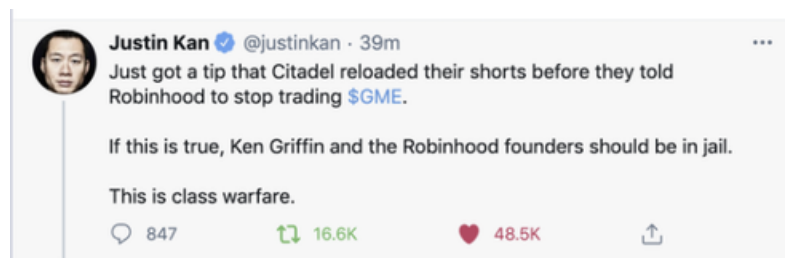 Justin Kan @justinkan · 39m
Just got a tip that Citadel reloaded their shorts before they told
Robinhood to stop trading $GME.
If this is true, Ken Griffin and the Robinhood founders should be in jail.
This is class warfare.
847 16.6K 48.5K